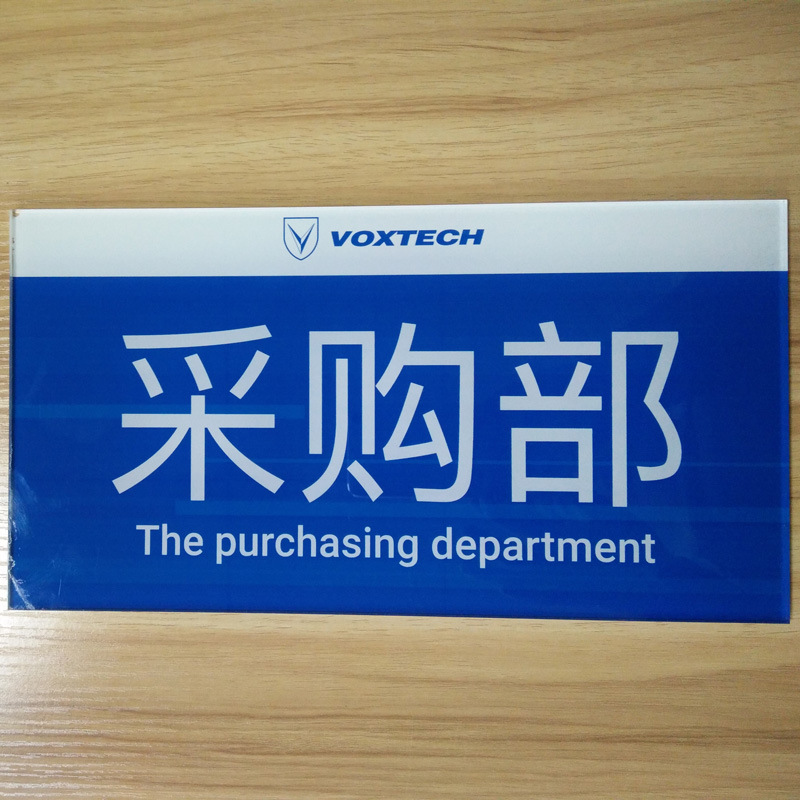 VOXTECH
采购部
The purchasing department